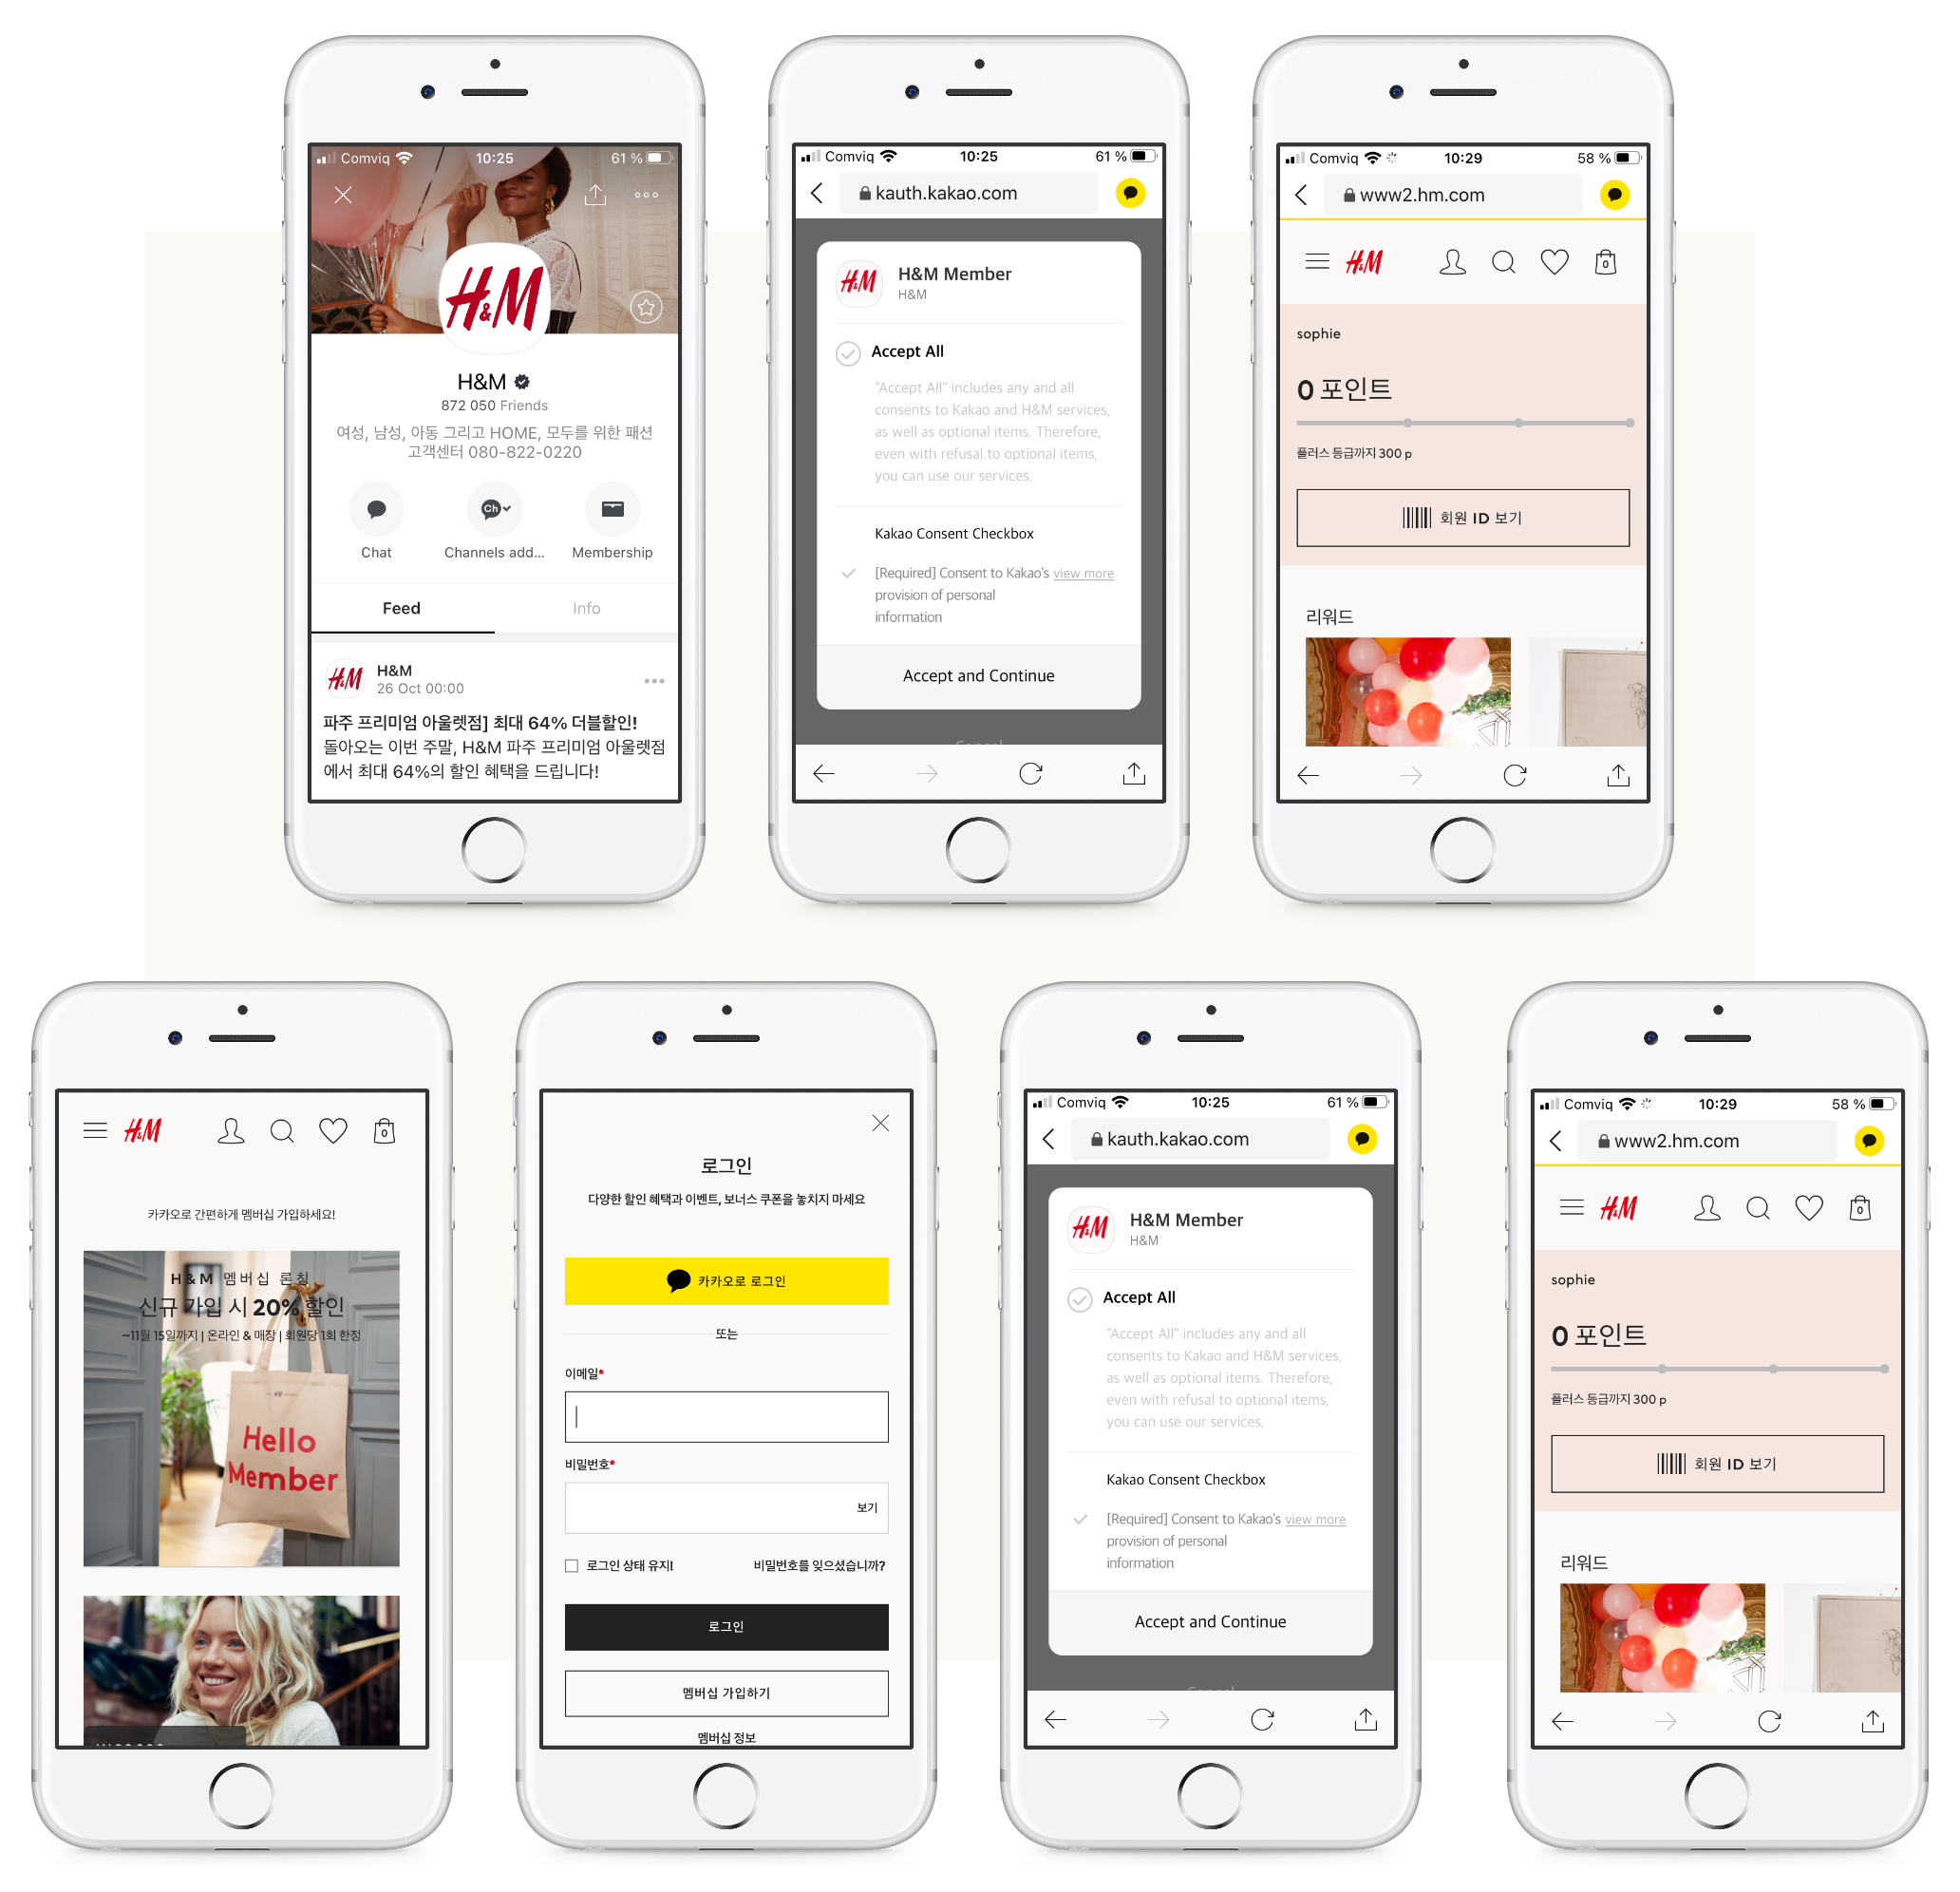 Comviq 10:25 61 %
H&M
H&M
872 050 Friends
여성, 남성, 아동 그리고 HOME, 모두를 위한 패션
고객센터 080-822-0220
Ch
Chat Channels add... Membership
Feed Info
H&M
H&M
26 Oct 00:00
파주 프리미엄 아울렛점] 최대 64% 더블할인!
돌아오는 이번 주말, H&M 파주 프리미엄 아울렛점
에서 최대 64%의 할인 혜택을 드립니다!
Comviq 10:25 61 %
kauth.kakao.com
H&M
H&M Member
H&M
Accept All
"Accept All" includes any and all
consents to Kakao and H&M services,
as well as optional items. Therefore,
even with refusal to optional items,
you can use our services.
Kakao Consent Checkbox
[Required] Consent to Kakao's view more
provision of personal
information
Accept and Continue
Comviq 10:29 58 %
www2.hm.com
H&M 0
sophie
0 포인트
플러스 등급까지 300 p
회원 ID 보기
리워드
H&M 0
카카오로 간편하게 멤버십 가입하세요!
H&M 멤버십 론칭
신규 가입 시 20% 할인
~11월 15일까지 | 온라인 & 매장 | 회원당 1회 한정
Hello
Member
로그인
다양한 할인 혜택과 이벤트, 보너스 쿠폰을 놓치지 마세요
카카오로 로그인
또는
이메일*
비밀번호*
보기
로그인 상태 유지! 비밀번호를 잊으셨습니까?
로그인
멤버십 가입하기
멤버십 정보
Comviq 10:25 61 %
kauth.kakao.com
H&M
H&M Member
H&M
Accept All
"Accept All" includes any and all
consents to Kakao and H&M services,
as well as optional items. Therefore,
even with refusal to optional items,
you can use our services.
Kakao Consent Checkbox
[Required] Consent to Kakao's view more
provision of personal
information
Accept and Continue
Comviq 10:29 58 %
www2.hm.com
H&M 0
sophie
0 포인트
플러스 등급까지 300 p
회원 ID 보기
리워드